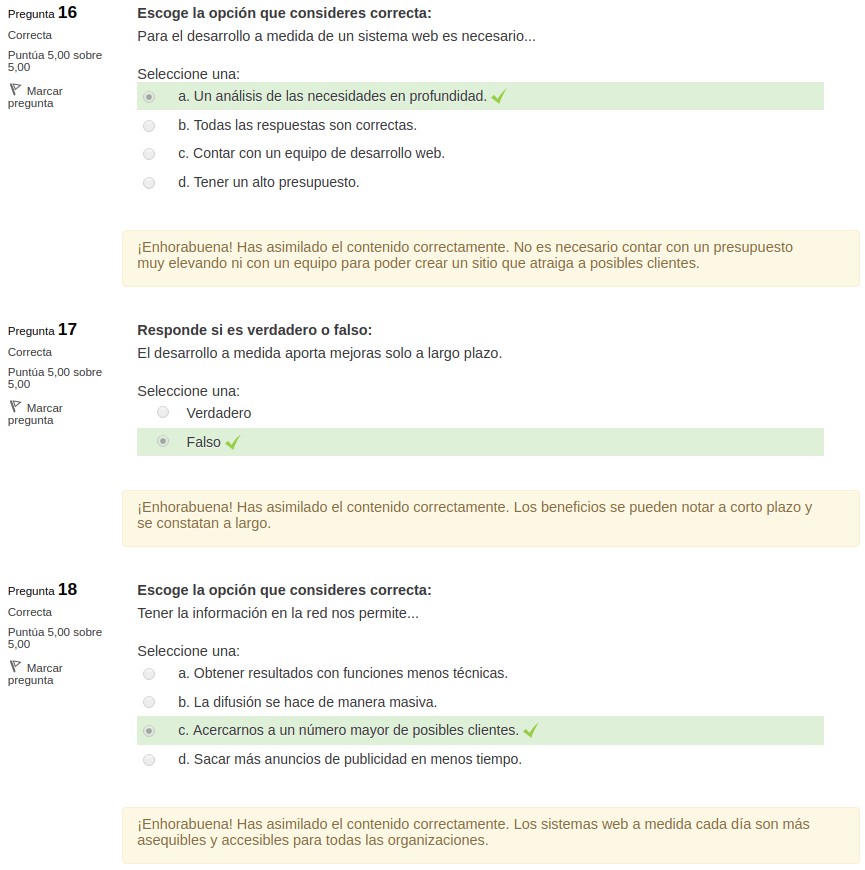 Pregunta 16
Correcta
Puntúa 5,00 sobre
5,00
Marcar
pregunta
Escoge la opción que consideres correcta:
Para el desarrollo a medida de un sistema web es necesario...
Seleccione una:
a. Un análisis de las necesidades en profundidad.
b. Todas las respuestas son correctas.
c. Contar con un equipo de desarrollo web.
d. Tener un alto presupuesto.
¡Enhorabuena! Has asimilado el contenido correctamente. No es necesario contar con un presupuesto
muy elevando ni con un equipo para poder crear un sitio que atraiga a posibles clientes.
Pregunta 17
Correcta
Puntúa 5,00 sobre
5,00
Marcar
pregunta
Responde si es verdadero o falso:
El desarrollo a medida aporta mejoras solo a largo plazo.
Seleccione una:
Verdadero
Falso
¡Enhorabuena! Has asimilado el contenido correctamente. Los beneficios se pueden notar a corto plazo y
se constatan a largo.
Pregunta 18
Correcta
Puntúa 5,00 sobre
5,00
Marcar
pregunta
Escoge la opción que consideres correcta:
Tener la información en la red nos permite...
Seleccione una:
a. Obtener resultados con funciones menos técnicas.
b. La difusión se hace de manera masiva.
c. Acercarnos a un número mayor de posibles clientes.
d. Sacar más anuncios de publicidad en menos tiempo.
¡Enhorabuena! Has asimilado el contenido correctamente. Los sistemas web a medida cada día son más
asequibles y accesibles para todas las organizaciones.